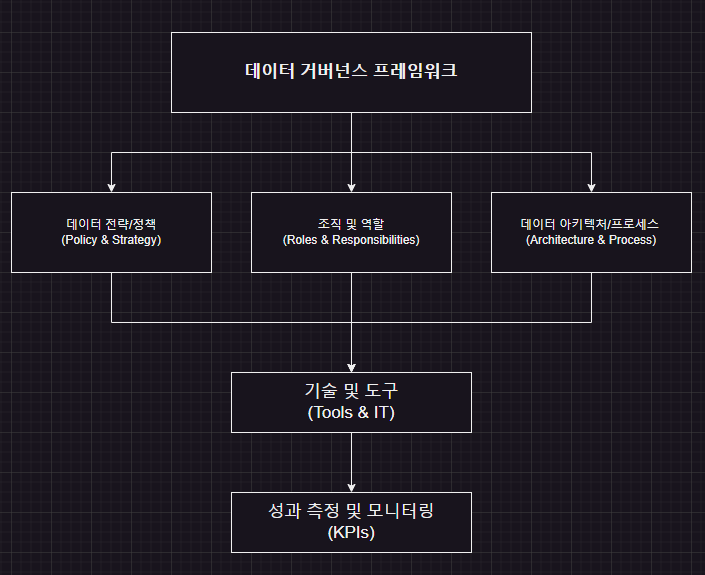 데이터 거버넌스 프레임워크
데이터 전략/정책
(Policy & Strategy)
조직 및 역할
(Roles & Responsibilities)
데이터 아키텍처/프로세스
(Architecture & Process)
기술 및 도구
(Tools & IT)
성과 측정 및 모니터링
(KPIs)